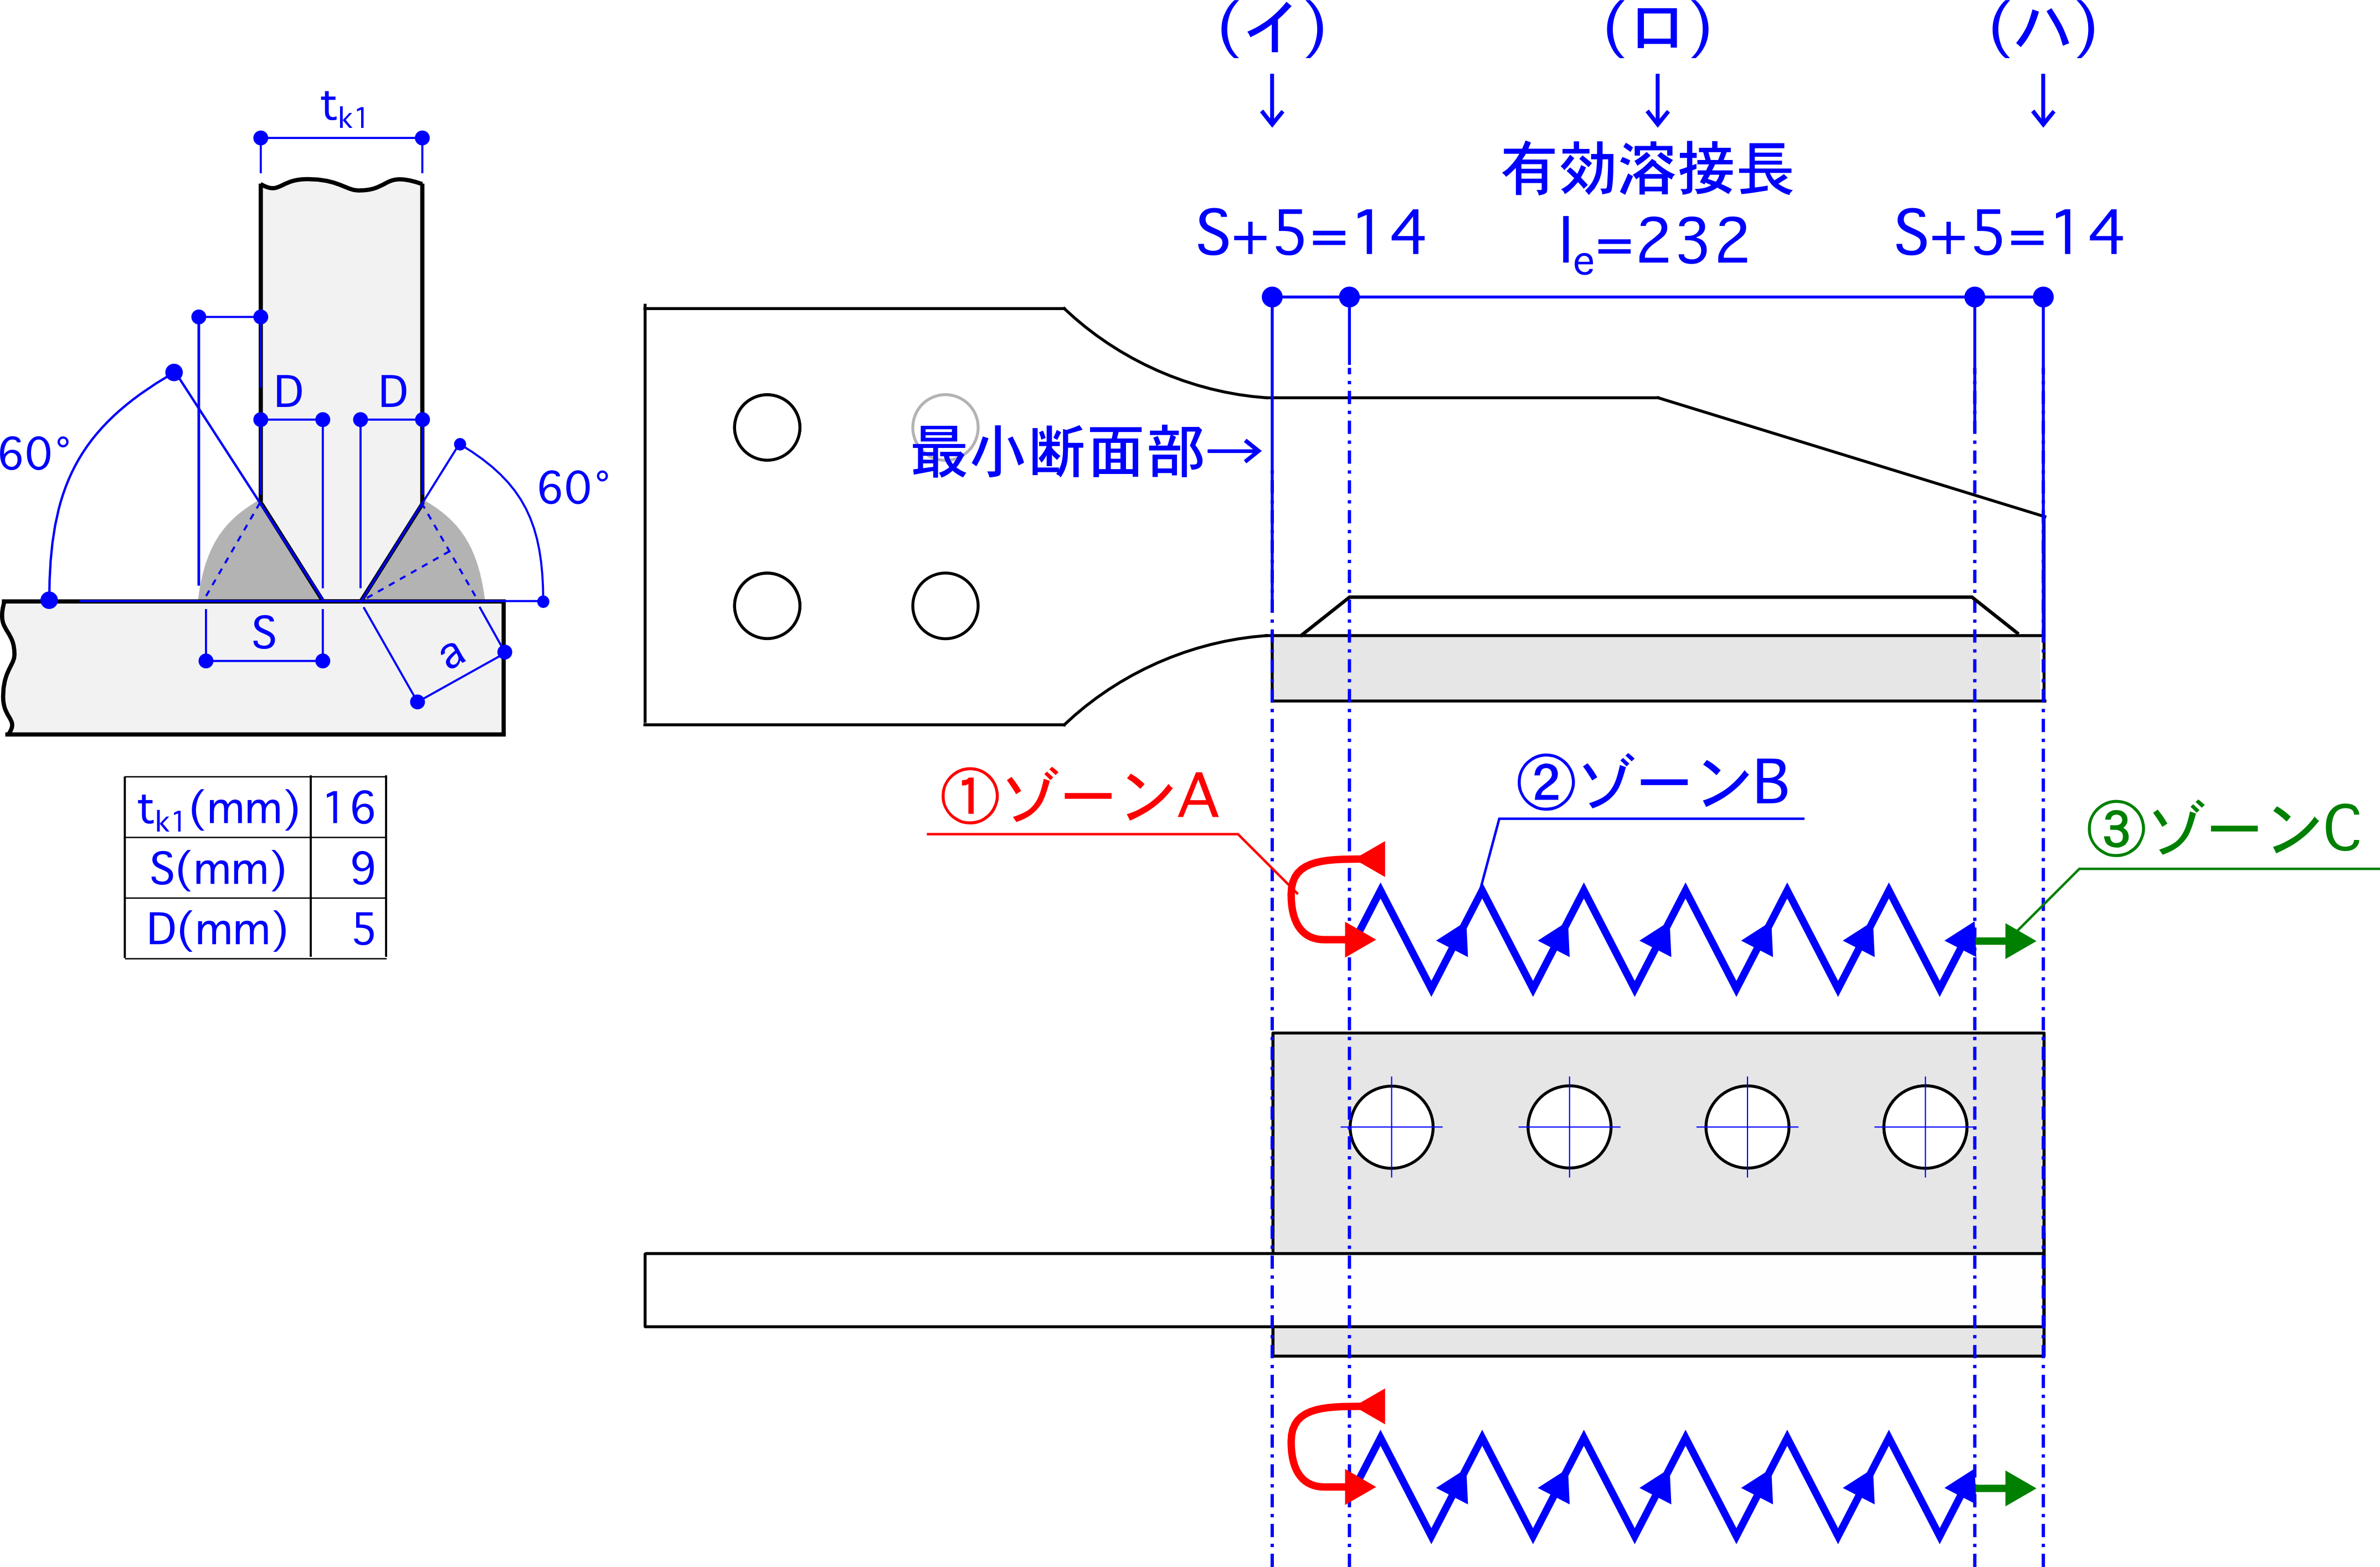 (イ)
(ロ)
(ハ)
tk1
有効溶接長
S+5=14
le=232
S+5=14
D
D
60°
60°
最小断面部→
S
a
①ゾーンA
②ゾーンB
③ゾーンC
tk1(mm) 16
S(mm) 9
D(mm) 5